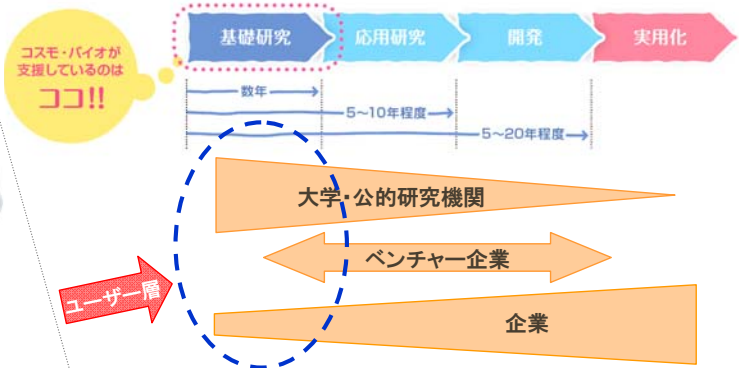 コスモ・バイオが
支援しているのは
ココ!!
基礎研究
応用研究
開発
実用化
数年
5～10年程度
5～20年程度
大学・公的研究機関
ベンチャー企業
ユーザー層
企業